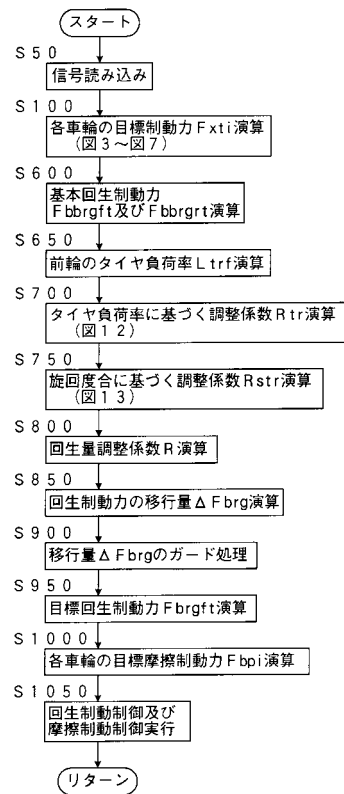 スタート
S50
信号読み込み
S100
各車輪の目標制動力Fxti演算
(図3~図7)
S600
基本回生制動力
Fbbrgft及びFbbrgrt演算
S650
前輪のタイヤ負荷率Ltrf演算
S700
タイヤ負荷率に基づく調整係数Rtr演算
(図12)
S750
旋回度合に基づく調整係数Rstr演算
(図13)
S800
回生量調整係数R演算
S850
回生制動力の移行量ΔFbrg演算
S900
移行量ΔFbrgのガード処理
S950
目標回生制動力Fbrgft演算
S1000
各車輪の目標摩擦制動力Fbpi演算
S1050
回生制動制御及び
摩擦制動制御実行
リターン